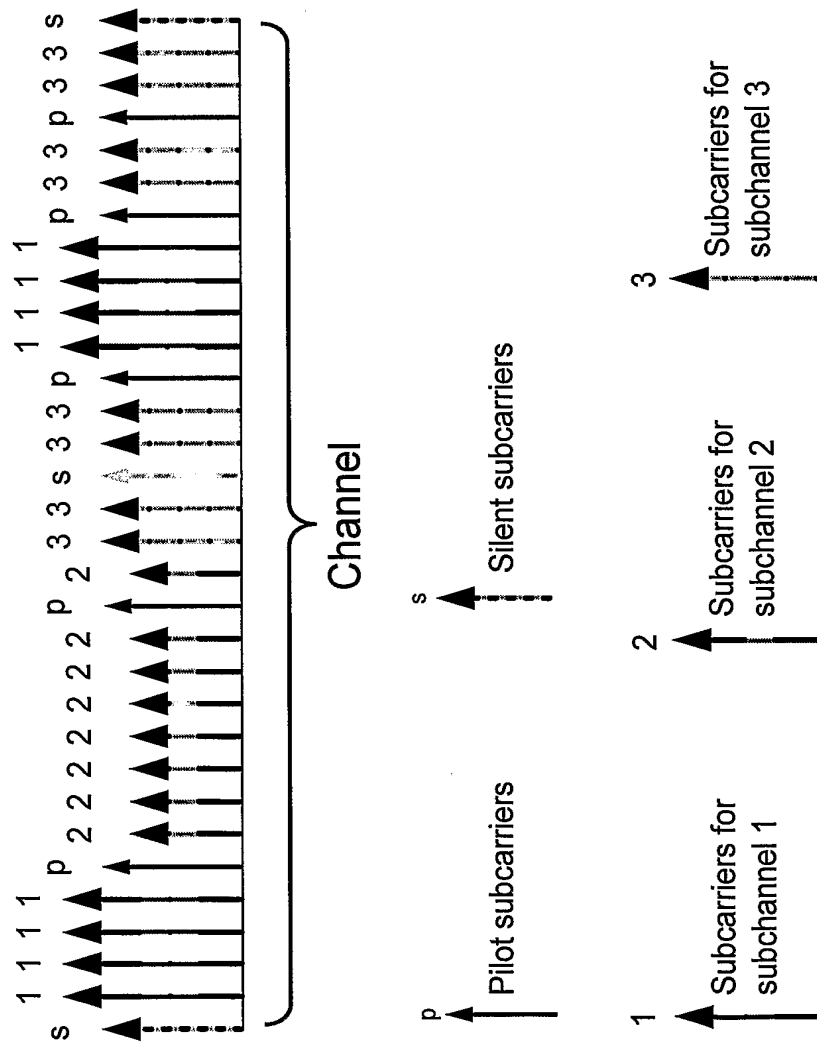 s 1 1 1 1 p 2 2 2 2 2 2 2 p 2 3 3 s 3 3 p 1 1 1 1 p 3 3 p 3 3 s
Channel
p
Pilot subcarriers
s
Silent subcarriers
1
Subcarriers for
subchannel 1
2
Subcarriers for
subchannel 2
3
Subcarriers for
subchannel 3